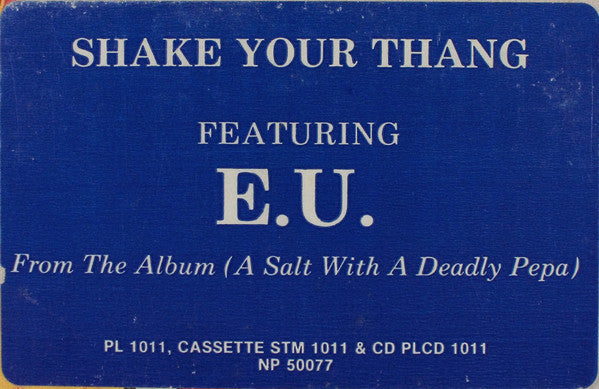 SHAKE YOUR THANG
FEATURING
E.U.
From The Album (A Salt With A Deadly Pepa)
PL 1011, CASSETTE STM 1011 & CD PLCD 1011
NP 50077